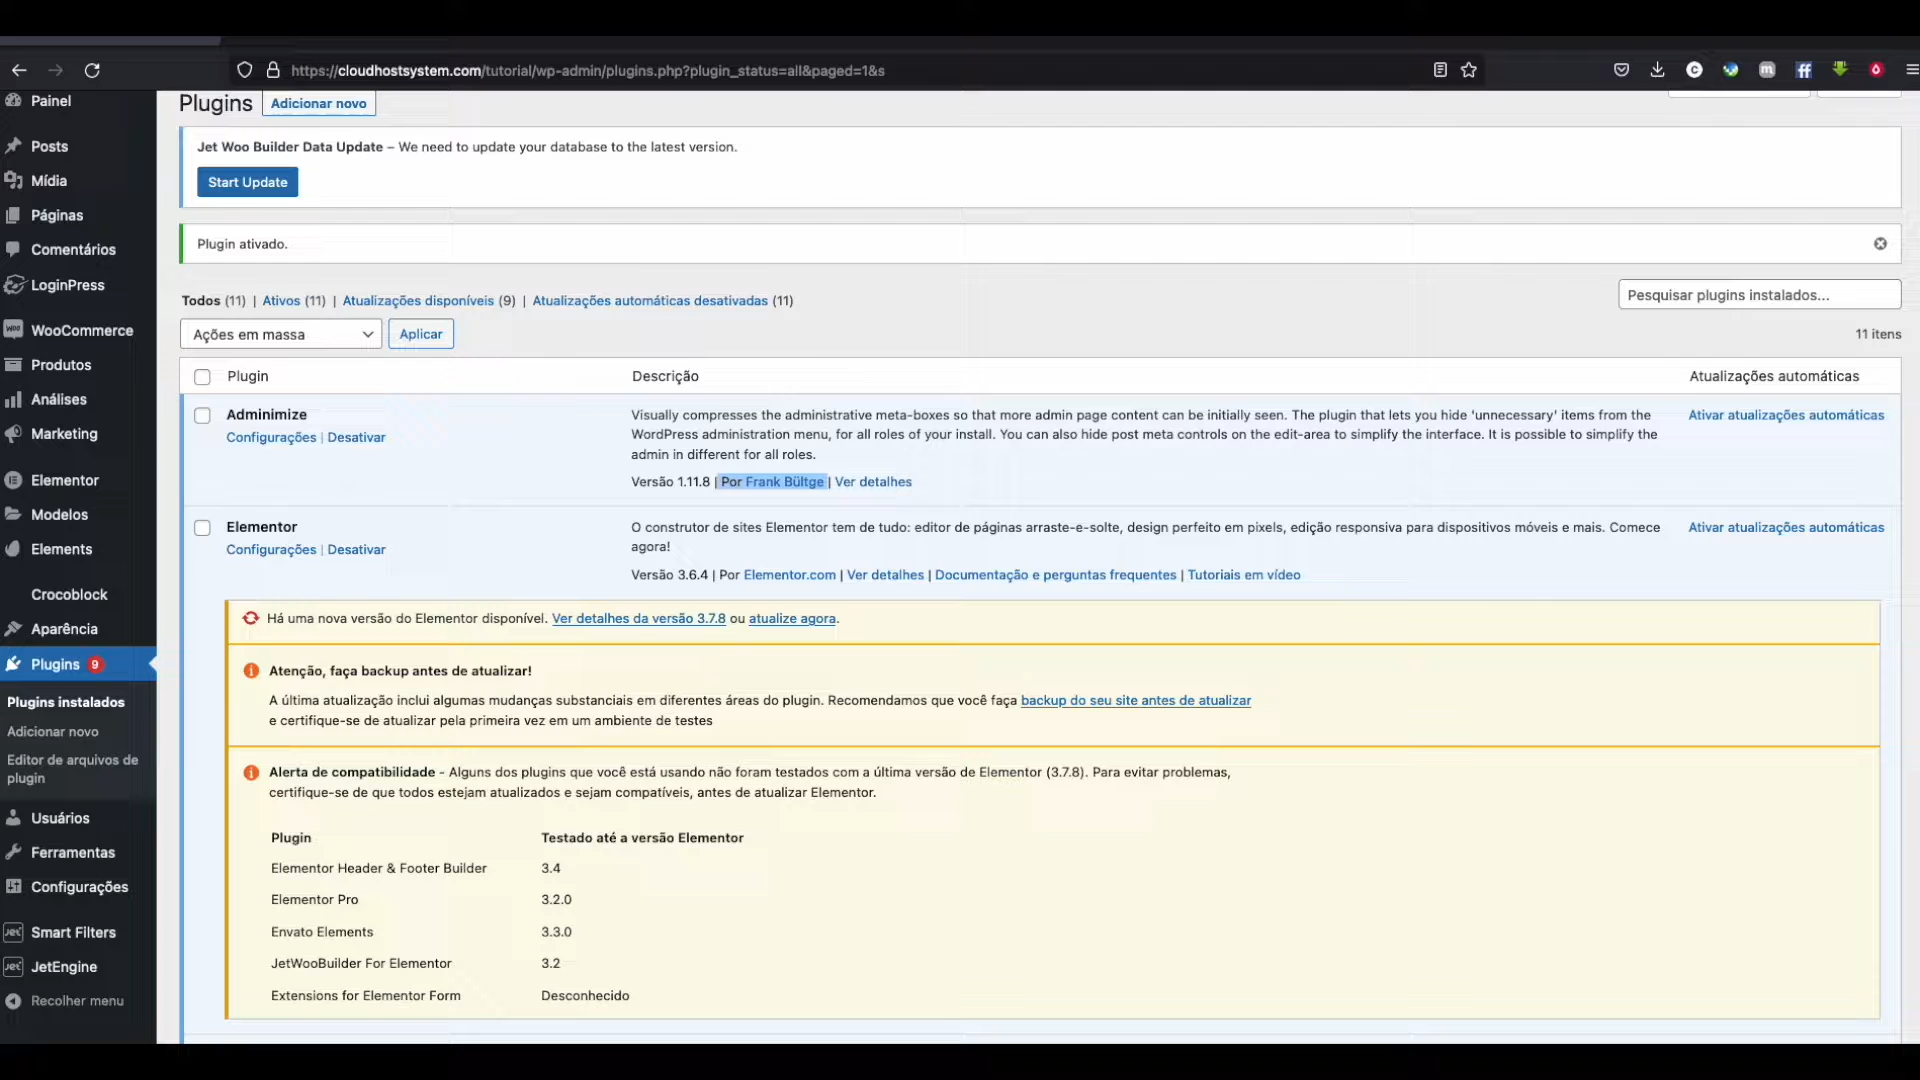 https://cloudhostsystem.com/tutorial/wp-admin/plugins.php?plugin_status=all&paged=1&s
Painel
Posts
Mídia
Páginas
Comentários
LoginPress
WooCommerce
Produtos
Análises
Marketing
Elementor
Modelos
Elements
Crocoblock
Aparência
Plugins 9
Plugins instalados
Adicionar novo
Editor de arquivos de
plugin
Usuários
Ferramentas
Configurações
Smart Filters
JetEngine
Recolher menu
Plugins Adicionar novo
Jet Woo Builder Data Update – We need to update your database to the latest version.
Start Update
Plugin ativado.
Todos (11) | Ativos (11) | Atualizações disponíveis (9) | Atualizações automáticas desativadas (11)
Pesquisar plugins instalados...
Ações em massa Aplicar
11 itens
Plugin Descrição Atualizações automáticas
Adminimize
Configurações | Desativar
Visually compresses the administrative meta-boxes so that more admin page content can be initially seen. The plugin that lets you hide 'unnecessary' items from the
WordPress administration menu, for all roles of your install. You can also hide post meta controls on the edit-area to simplify the interface. It is possible to simplify the
admin in different for all roles.
Versão 1.11.8 | Por Frank Bültge | Ver detalhes
Ativar atualizações automáticas
Elementor
Configurações | Desativar
O construtor de sites Elementor tem de tudo: editor de páginas arraste-e-solte, design perfeito em pixels, edição responsiva para dispositivos móveis e mais. Comece
agora!
Versão 3.6.4 | Por Elementor.com | Ver detalhes | Documentação e perguntas frequentes | Tutoriais em vídeo
Ativar atualizações automáticas
Há uma nova versão do Elementor disponível. Ver detalhes da versão 3.7.8 ou atualize agora.
Atenção, faça backup antes de atualizar!
A última atualização inclui algumas mudanças substanciais em diferentes áreas do plugin. Recomendamos que você faça backup do seu site antes de atualizar
e certifique-se de atualizar pela primeira vez em um ambiente de testes
Alerta de compatibilidade - Alguns dos plugins que você está usando não foram testados com a última versão de Elementor (3.7.8). Para evitar problemas,
certifique-se de que todos estejam atualizados e sejam compatíveis, antes de atualizar Elementor.
Plugin Testado até a versão Elementor
Elementor Header & Footer Builder 3.4
Elementor Pro 3.2.0
Envato Elements 3.3.0
JetWooBuilder For Elementor 3.2
Extensions for Elementor Form Desconhecido